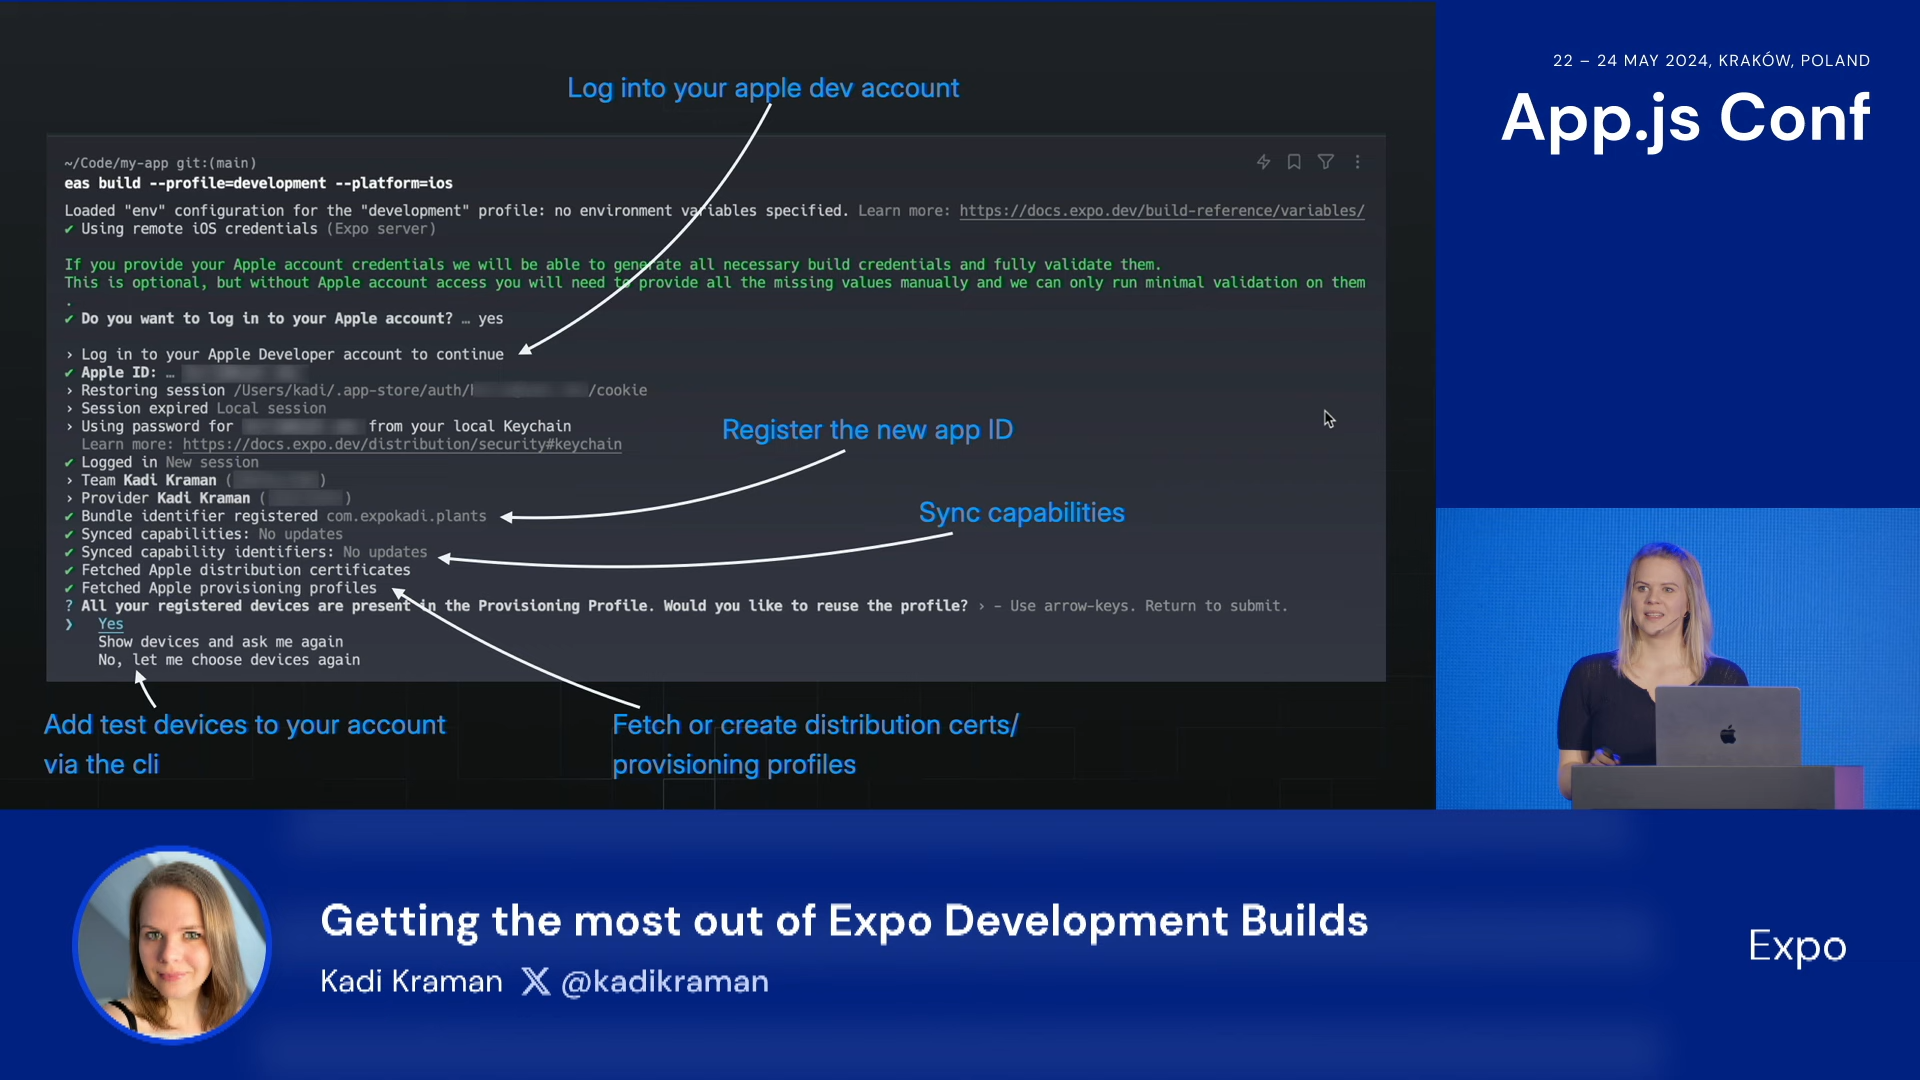 Log into your apple dev account
~/Code/my-app git:(main)
eas build --profile=development --platform=ios
Loaded "env" configuration for the "development" profile: no environment variables specified. Learn more: https://docs.expo.dev/build-reference/variables/
✔ Using remote iOS credentials (Expo server)
If you provide your Apple account credentials we will be able to generate all necessary build credentials and fully validate them.
This is optional, but without Apple account access you will need to provide all the missing values manually and we can only run minimal validation on them
.
✔ Do you want to log in to your Apple account? … yes
› Log in to your Apple Developer account to continue
✔ Apple ID: …
› Restoring session /Users/kadi/.app-store/auth/ /cookie
› Session expired Local session
› Using password for from your local Keychain
Learn more: https://docs.expo.dev/distribution/security#keychain
✔ Logged in New session
› Team Kadi Kraman ( )
› Provider Kadi Kraman ( )
✔ Bundle identifier registered com.expokadi.plants
✔ Synced capabilities: No updates
✔ Synced capability identifiers: No updates
✔ Fetched Apple distribution certificates
✔ Fetched Apple provisioning profiles
? All your registered devices are present in the Provisioning Profile. Would you like to reuse the profile? › - Use arrow-keys. Return to submit.
❯ Yes
Show devices and ask me again
No, let me choose devices again
Register the new app ID
Sync capabilities
Add test devices to your account
via the cli
Fetch or create distribution certs/
provisioning profiles
22 – 24 MAY 2024, KRAKÓW, POLAND
App.js Conf
Getting the most out of Expo Development Builds
Kadi Kraman X @kadikraman
Expo